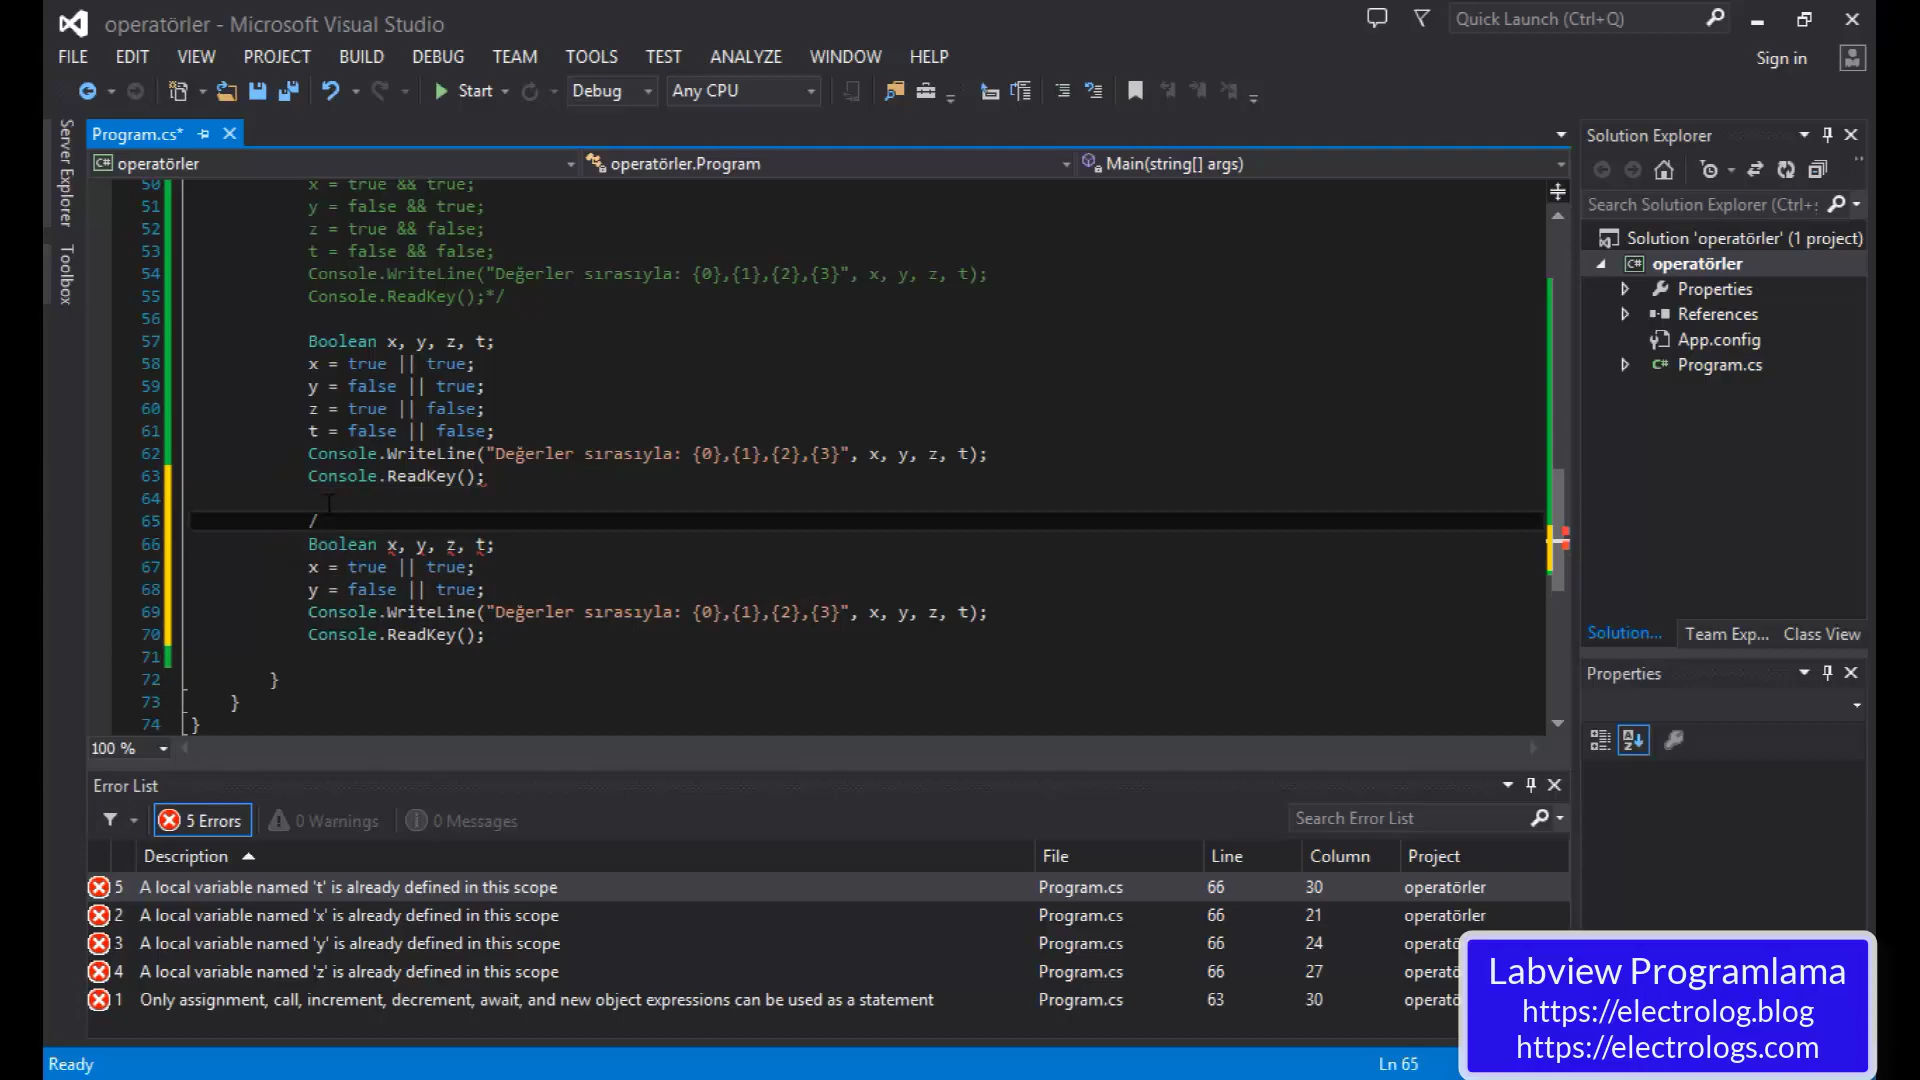 operatörler - Microsoft Visual Studio
Quick Launch (Ctrl+Q)
FILE EDIT VIEW PROJECT BUILD DEBUG TEAM TOOLS TEST ANALYZE WINDOW HELP
Sign in
Start Debug Any CPU
Server Explorer
Toolbox
Program.cs*
operatörler
operatörler.Program
Main(string[] args)
50 x = true && true;
51 y = false && true;
52 z = true && false;
53 t = false && false;
54 Console.WriteLine("Değerler sırasıyla: {0},{1},{2},{3}", x, y, z, t);
55 Console.ReadKey();*/
56
57 Boolean x, y, z, t;
58 x = true || true;
59 y = false || true;
60 z = true || false;
61 t = false || false;
62 Console.WriteLine("Değerler sırasıyla: {0},{1},{2},{3}", x, y, z, t);
63 Console.ReadKey();
64
65 /
66 Boolean x, y, z, t;
67 x = true || true;
68 y = false || true;
69 Console.WriteLine("Değerler sırasıyla: {0},{1},{2},{3}", x, y, z, t);
70 Console.ReadKey();
71
72 }
73 }
74 }
100 %
Solution Explorer
Search Solution Explorer (Ctrl+;
Solution 'operatörler' (1 project)
C# operatörler
Properties
References
App.config
C# Program.cs
Solution... Team Exp... Class View
Properties
Error List
5 Errors 0 Warnings 0 Messages
Search Error List
Description File Line Column Project
5 A local variable named 't' is already defined in this scope Program.cs 66 30 operatörler
2 A local variable named 'x' is already defined in this scope Program.cs 66 21 operatörler
3 A local variable named 'y' is already defined in this scope Program.cs 66 24 operatö
4 A local variable named 'z' is already defined in this scope Program.cs 66 27 operatö
1 Only assignment, call, increment, decrement, await, and new object expressions can be used as a statement Program.cs 63 30 operatö
Labview Programlama
https://electrolog.blog
https://electrologs.com
Ready
Ln 65